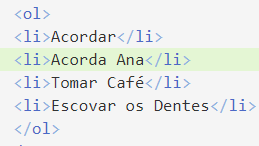 <ol>
<li>Acordar</li>
<li>Acorda Ana</li>
<li>Tomar Café</li>
<li>Escovar os Dentes</li>
</ol>